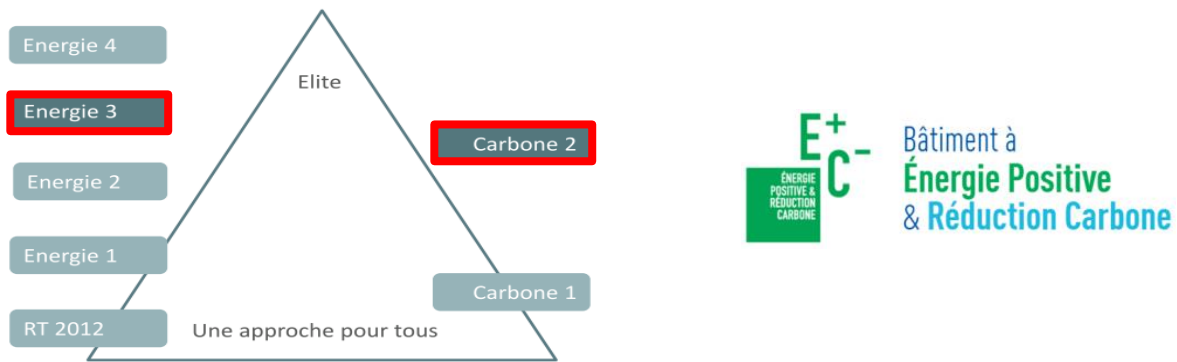 Energie 4
Elite
Energie 3
Carbone 2
Energie 2
Energie 1
Carbone 1
RT 2012
Une approche pour tous
E+
C-
ÉNERGIE
POSITIVE &
RÉDUCTION
CARBONE
Bâtiment à
Énergie Positive
& Réduction Carbone